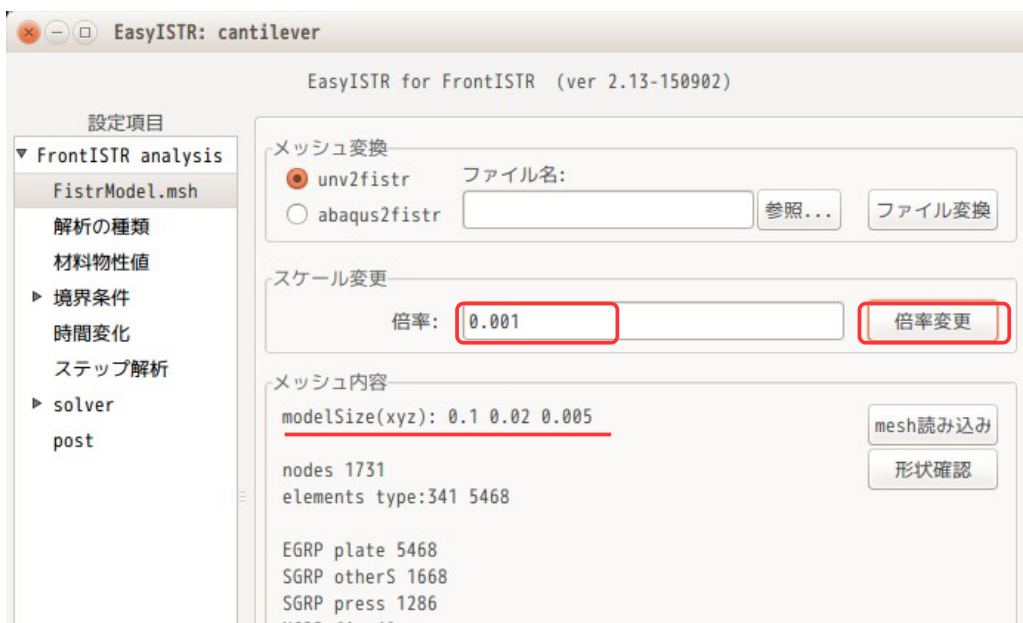 EasyISTR: cantilever
EasyISTR for FrontISTR (ver 2.13-150902)
設定項目
FrontISTR analysis
FistrModel.msh
解析の種類
材料物性値
境界条件
時間変化
ステップ解析
solver
post
メッシュ変換
unv2fistr
ファイル名:
abaqus2fistr
参照...
ファイル変換
スケール変更
倍率:
0.001
倍率変更
メッシュ内容
modelSize(xyz): 0.1 0.02 0.005
mesh読み込み
形状確認
nodes 1731
elements type:341 5468
EGRP plate 5468
SGRP otherS 1668
SGRP press 1286